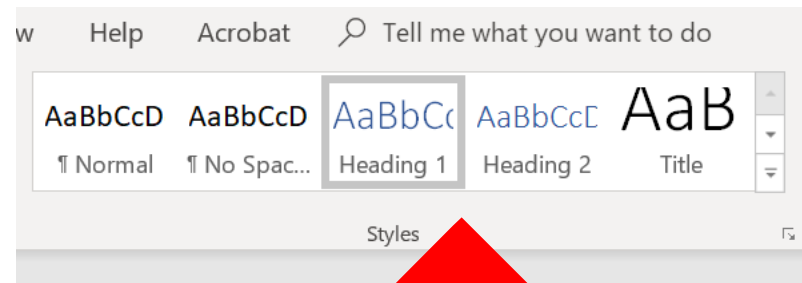 w Help Acrobat Tell me what you want to do
AaBbCcD AaBbCcD AaBbCc AaBbCcE AaB
¶ Normal ¶ No Spac... Heading 1 Heading 2 Title
Styles